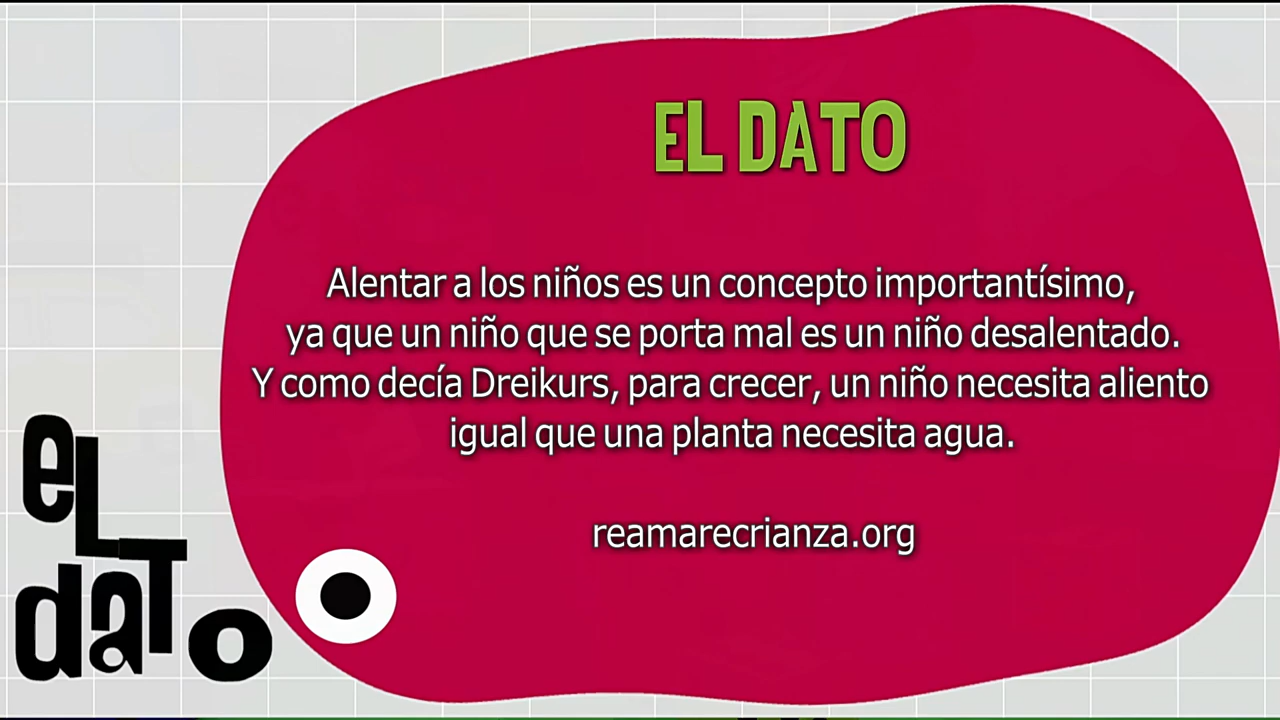 EL DATO
Alentar a los niños es un concepto importantísimo,
ya que un niño que se porta mal es un niño desalentado.
Y como decía Dreikurs, para crecer, un niño necesita aliento
igual que una planta necesita agua.
reamarecrianza.org
eL
daTo